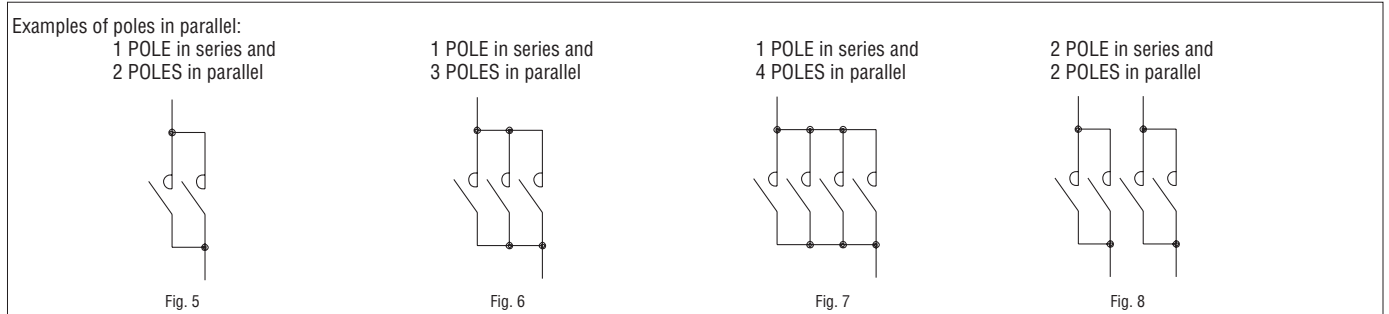 Examples of poles in parallel:
1 POLE in series and
2 POLES in parallel
1 POLE in series and
3 POLES in parallel
1 POLE in series and
4 POLES in parallel
2 POLE in series and
2 POLES in parallel
Fig. 5
Fig. 6
Fig. 7
Fig. 8